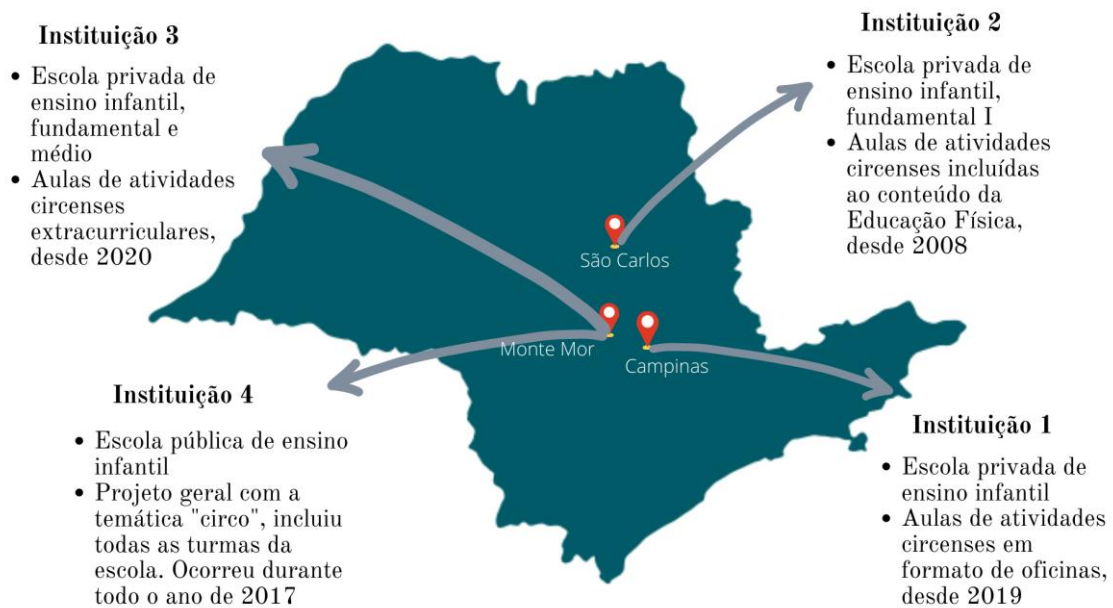 Instituição 3
• Escola privada de
ensino infantil,
fundamental e
médio
• Aulas de atividades
circenses
extracurriculares,
desde 2020
Instituição 2
• Escola privada de
ensino infantil,
fundamental I
• Aulas de atividades
circenses incluídas
ao conteúdo da
Educação Física,
desde 2008
São Carlos
Monte Mor
Campinas
Instituição 4
• Escola pública de ensino
infantil
• Projeto geral com a
temática "circo", incluiu
todas as turmas da
escola. Ocorreu durante
todo o ano de 2017
Instituição 1
• Escola privada de
ensino infantil
• Aulas de atividades
circenses em
formato de oficinas,
desde 2019